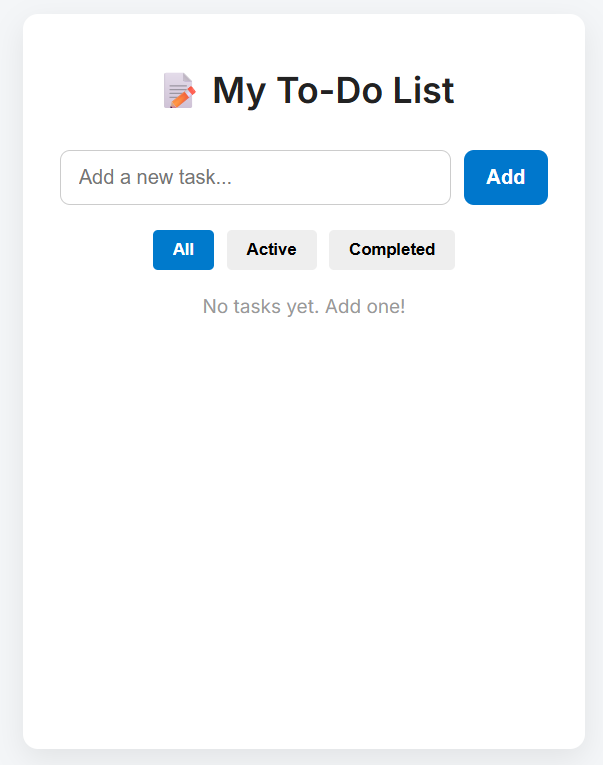 My To-Do List
Add a new task...
Add
All
Active
Completed
No tasks yet. Add one!